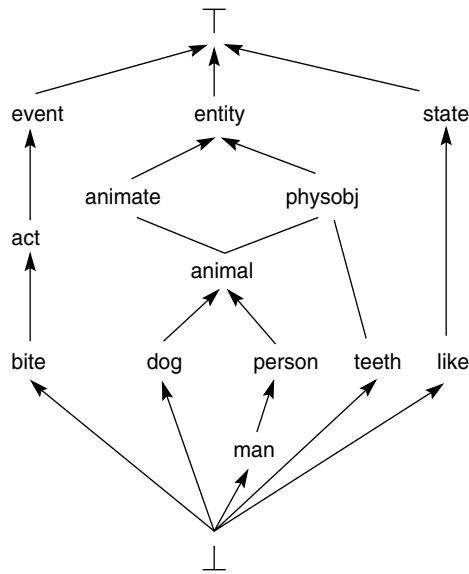 ⊤
event entity state
animate physobj
act
animal
bite dog person teeth like
man
⊥